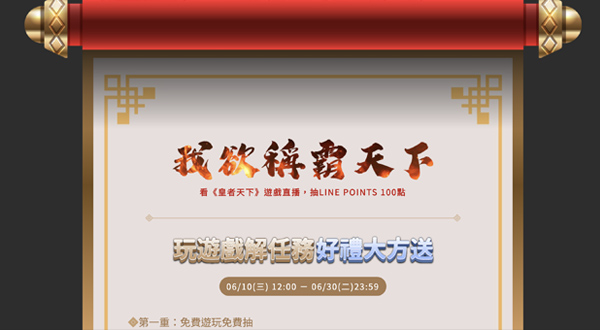 我欲稱霸天下
看《皇者天下》遊戲直播，抽LINE POINTS 100點
玩遊戲解任務好禮大方送
06/10(三) 12:00 － 06/30(二)23:59
◆第一重：免費遊玩免費抽